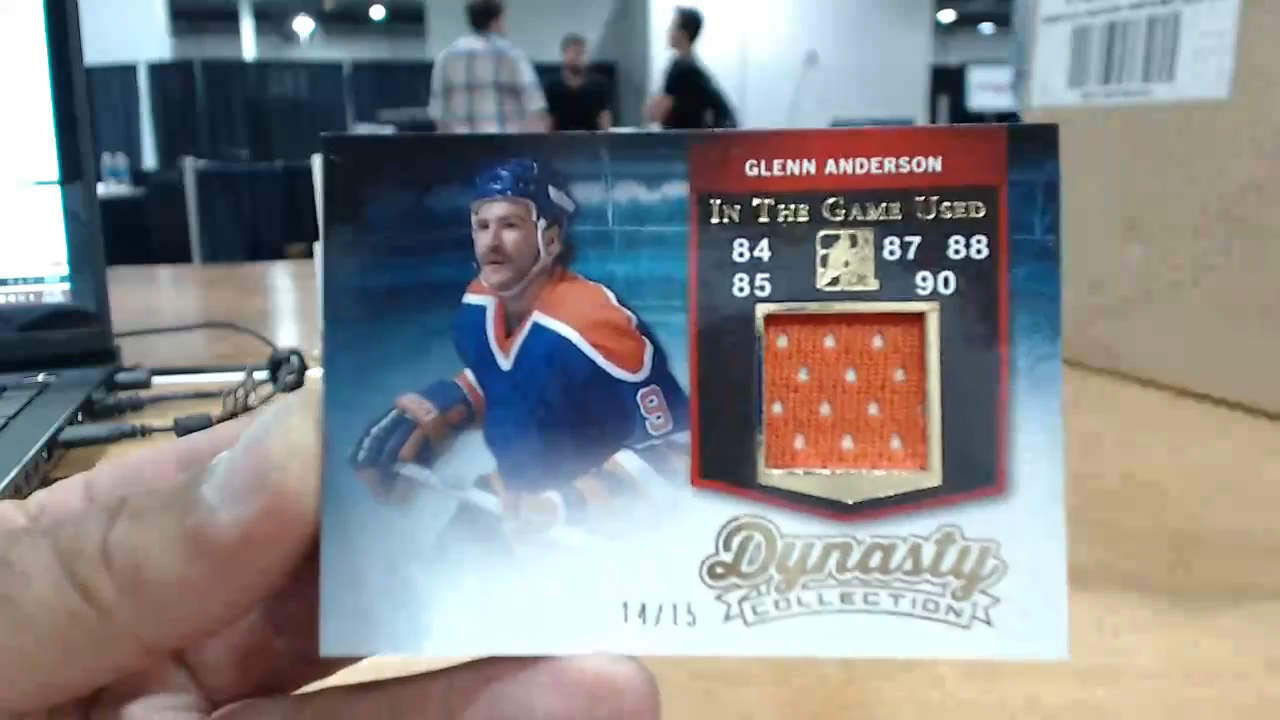 GLENN ANDERSON
IN THE GAME USED
84 87 88
85 90
9
Dynasty
COLLECTION
14/15